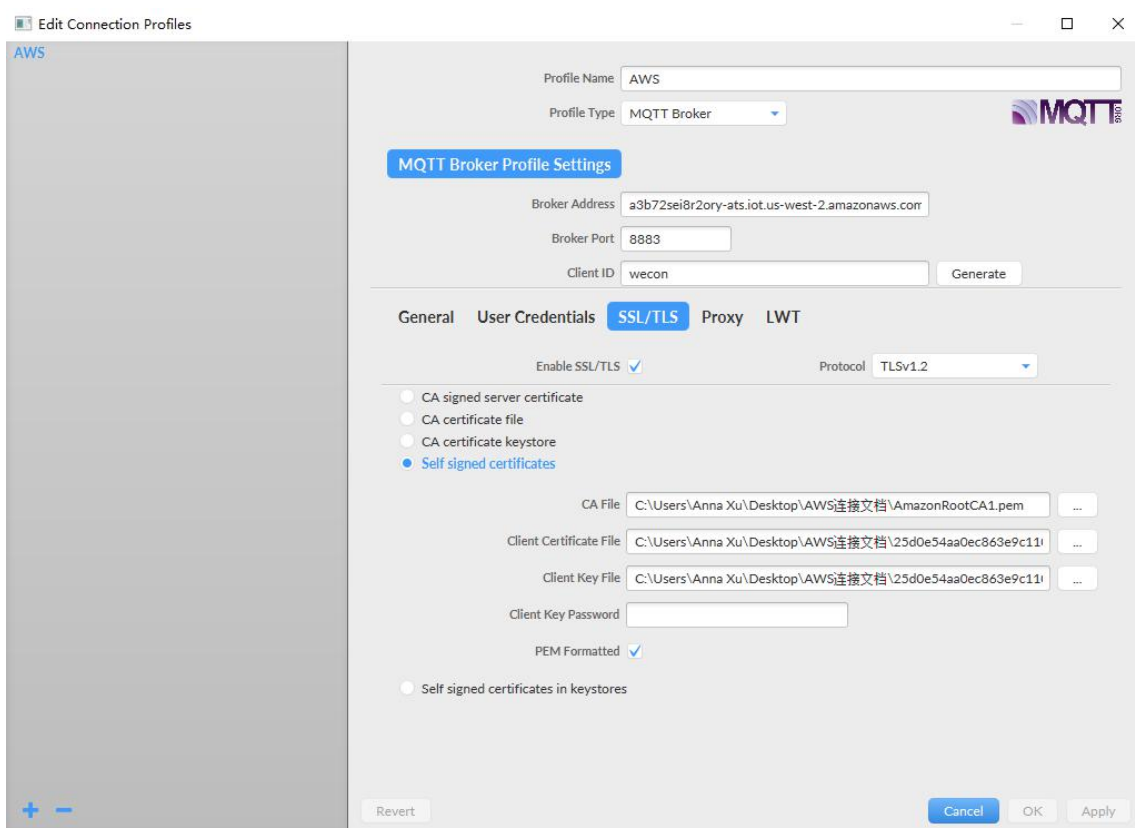 Edit Connection Profiles
AWS
Profile Name AWS
Profile Type MQTT Broker
MQTT.ORG
MQTT Broker Profile Settings
Broker Address a3b72sei8r2ory-ats.iot.us-west-2.amazonaws.com
Broker Port 8883
Client ID wecon Generate
General User Credentials SSL/TLS Proxy LWT
Enable SSL/TLS Protocol TLSv1.2
CA signed server certificate
CA certificate file
CA certificate keystore
Self signed certificates
CA File C:\Users\Anna Xu\Desktop\AWS连接文档\AmazonRootCA1.pem ...
Client Certificate File C:\Users\Anna Xu\Desktop\AWS连接文档\25d0e54aa0ec863e9c110 ...
Client Key File C:\Users\Anna Xu\Desktop\AWS连接文档\25d0e54aa0ec863e9c110 ...
Client Key Password
PEM Formatted
Self signed certificates in keystores
Revert Cancel OK Apply